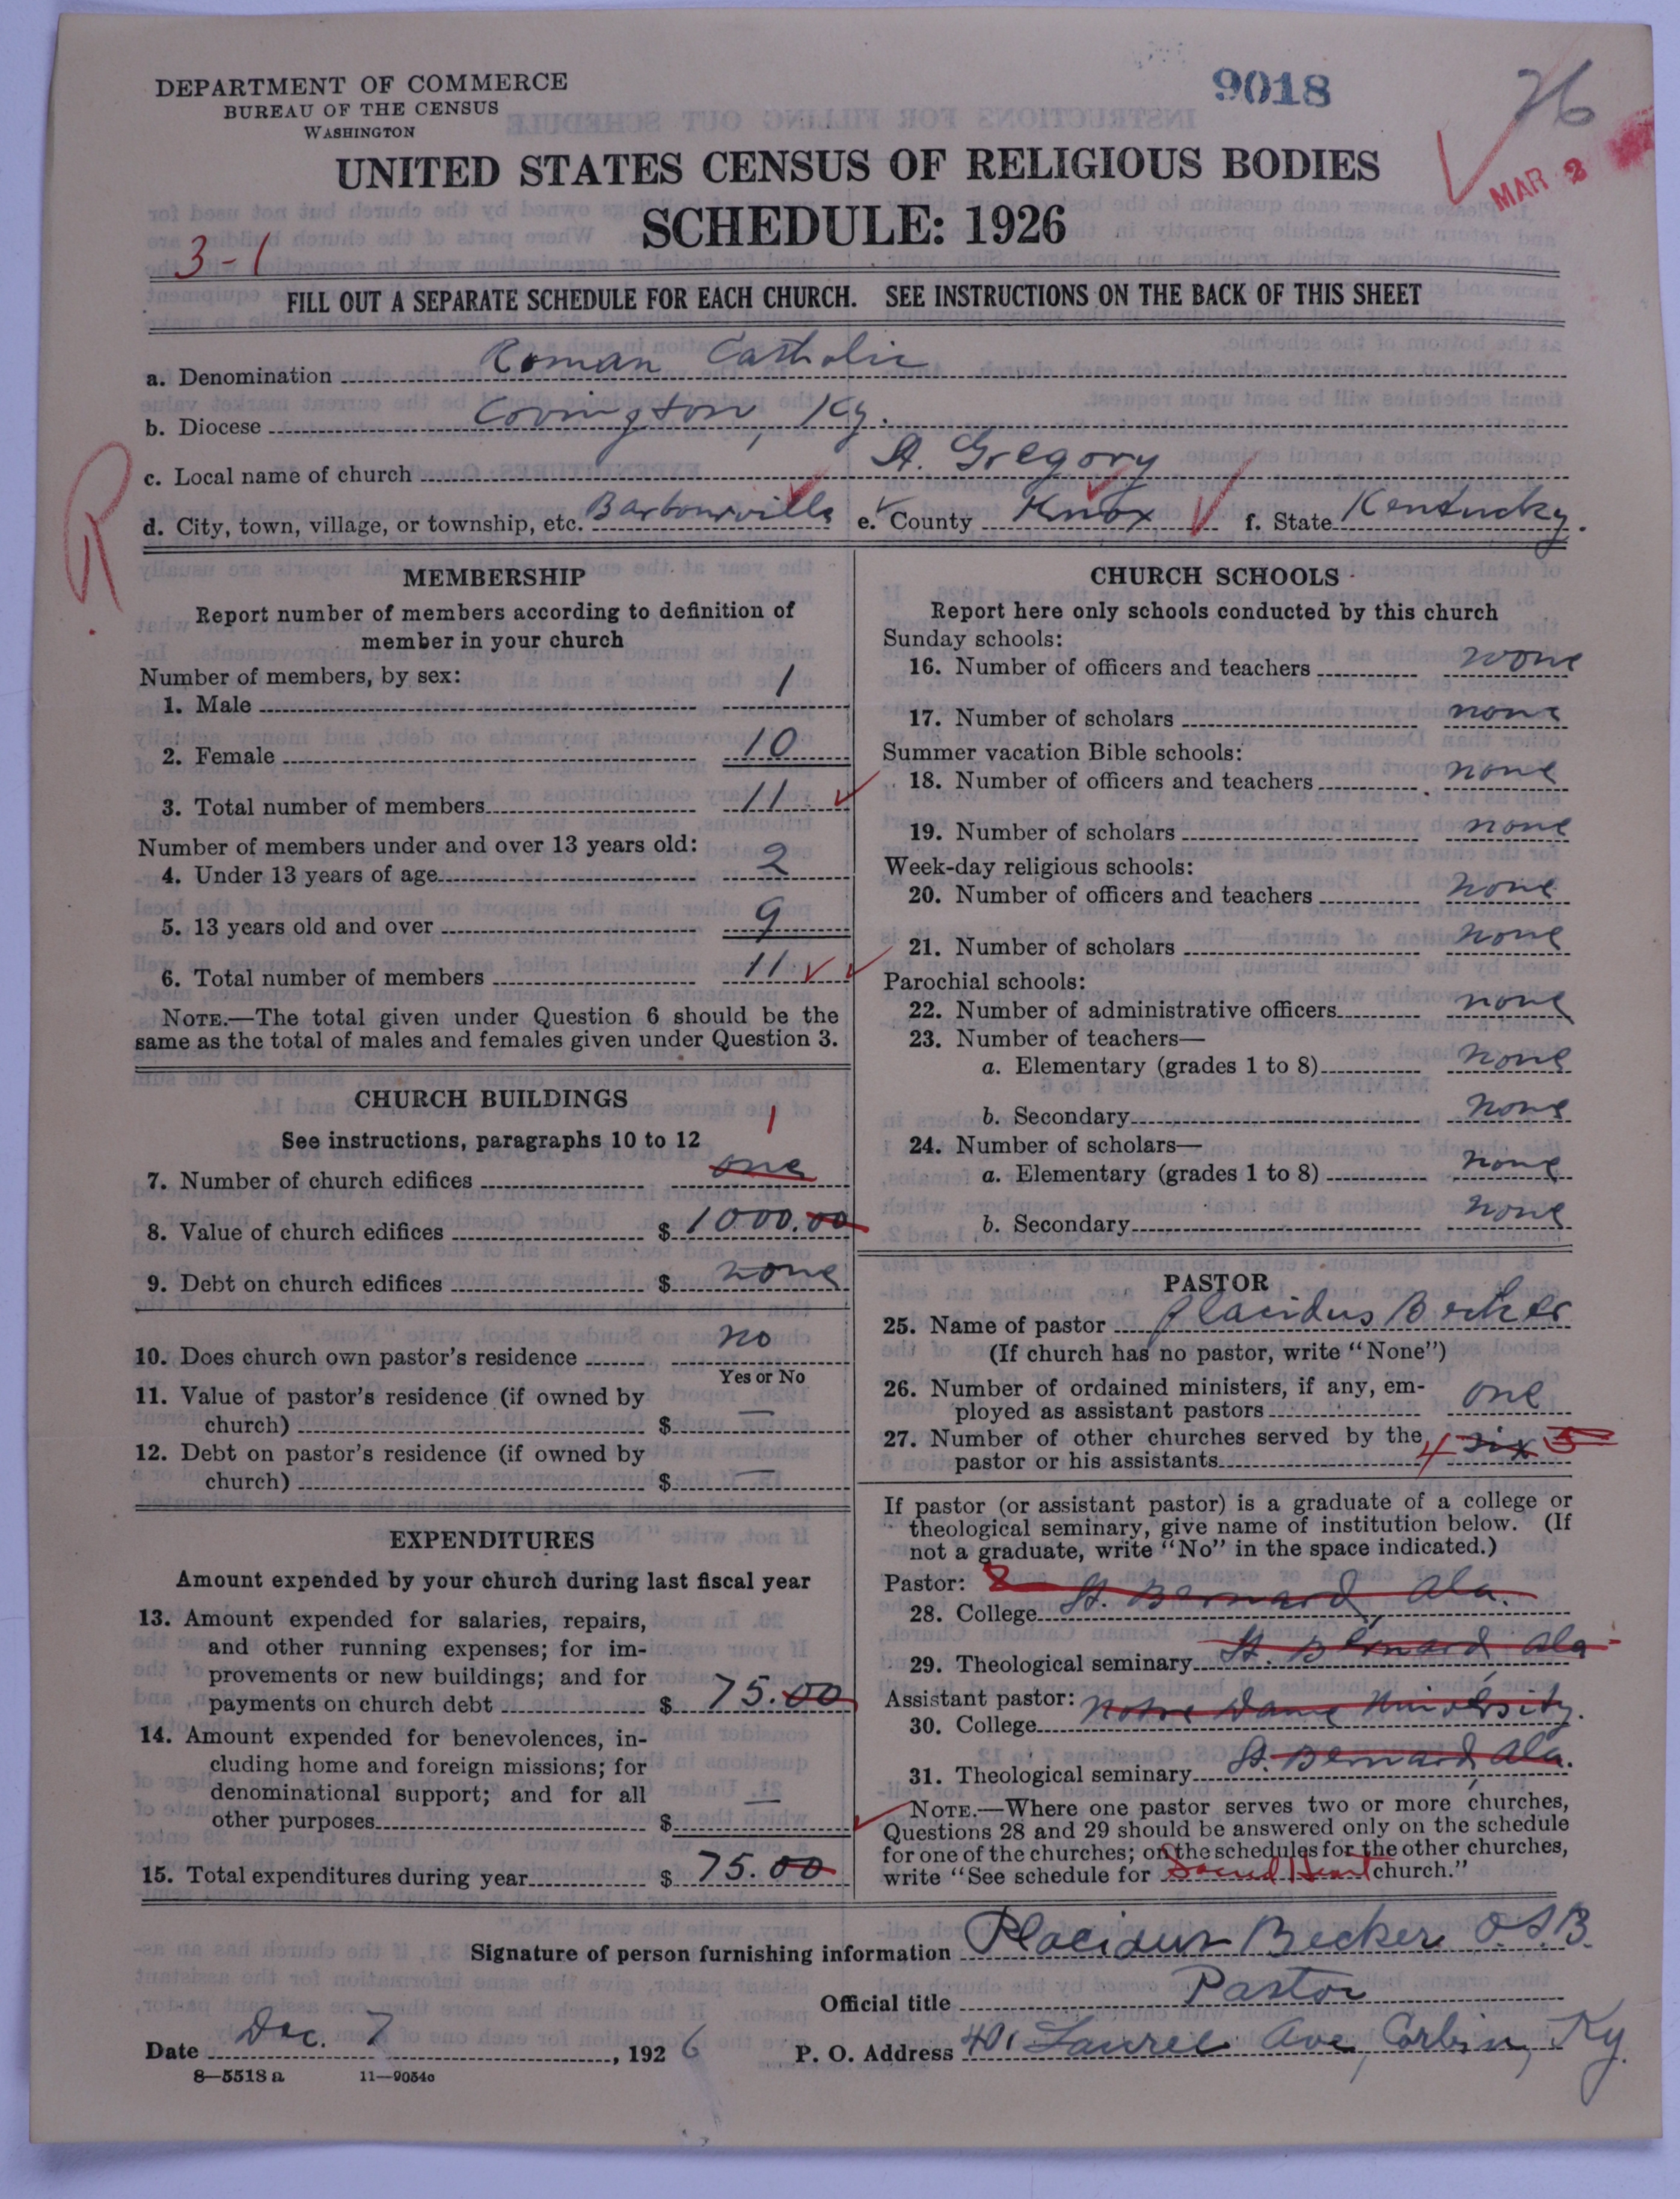 DEPARTMENT OF COMMERCE
BUREAU OF THE CENSUS
WASHINGTON
9018
26
MAR 2
UNITED STATES CENSUS OF RELIGIOUS BODIES
SCHEDULE: 1926
3-1
FILL OUT A SEPARATE SCHEDULE FOR EACH CHURCH. SEE INSTRUCTIONS ON THE BACK OF THIS SHEET
a. Denomination Roman Catholic
b. Diocese Covington, Ky.
R
c. Local name of church St. Gregory
d. City, town, village, or township, etc. Barbourville e. County Knox f. State Kentucky.
MEMBERSHIP
Report number of members according to definition of
member in your church
Number of members, by sex:
1. Male 1
2. Female 10
3. Total number of members 11
Number of members under and over 13 years old:
4. Under 13 years of age 2
5. 13 years old and over 9
6. Total number of members 11
NOTE.—The total given under Question 6 should be the
same as the total of males and females given under Question 3.
CHURCH BUILDINGS
See instructions, paragraphs 10 to 12
1
7. Number of church edifices one
8. Value of church edifices $ 1000.00
9. Debt on church edifices $ none
10. Does church own pastor's residence no
Yes or No
11. Value of pastor's residence (if owned by
church) $ —
12. Debt on pastor's residence (if owned by
church) $ —
EXPENDITURES
Amount expended by your church during last fiscal year
13. Amount expended for salaries, repairs,
and other running expenses; for im-
provements or new buildings; and for
payments on church debt $ 75.00
14. Amount expended for benevolences, in-
cluding home and foreign missions; for
denominational support; and for all
other purposes $ —
15. Total expenditures during year $ 75.00
CHURCH SCHOOLS
Report here only schools conducted by this church
Sunday schools:
16. Number of officers and teachers none
17. Number of scholars none
Summer vacation Bible schools:
18. Number of officers and teachers none
19. Number of scholars none
Week-day religious schools:
20. Number of officers and teachers none
21. Number of scholars none
Parochial schools:
22. Number of administrative officers none
23. Number of teachers—
a. Elementary (grades 1 to 8) none
b. Secondary none
24. Number of scholars—
a. Elementary (grades 1 to 8) none
b. Secondary none
PASTOR
25. Name of pastor Placidus Becker
(If church has no pastor, write "None")
26. Number of ordained ministers, if any, em-
ployed as assistant pastors one
27. Number of other churches served by the
pastor or his assistants 4 six 5
If pastor (or assistant pastor) is a graduate of a college or
theological seminary, give name of institution below. (If
not a graduate, write "No" in the space indicated.)
Pastor:
28. College St. Bernard, Ala.
29. Theological seminary St. Bernard, Ala
Assistant pastor:
30. College Notre Dame University.
31. Theological seminary St. Bernard, Ala.
NOTE.—Where one pastor serves two or more churches,
Questions 28 and 29 should be answered only on the schedule
for one of the churches; on the schedules for the other churches,
write "See schedule for Sacred Heart church."
Signature of person furnishing information Placidus Becker O.S.B.
Official title Pastor
Date Dec. 7, 1926 P. O. Address 401 Laurel Ave, Corbin, Ky.
8—5518 a 11—9054c